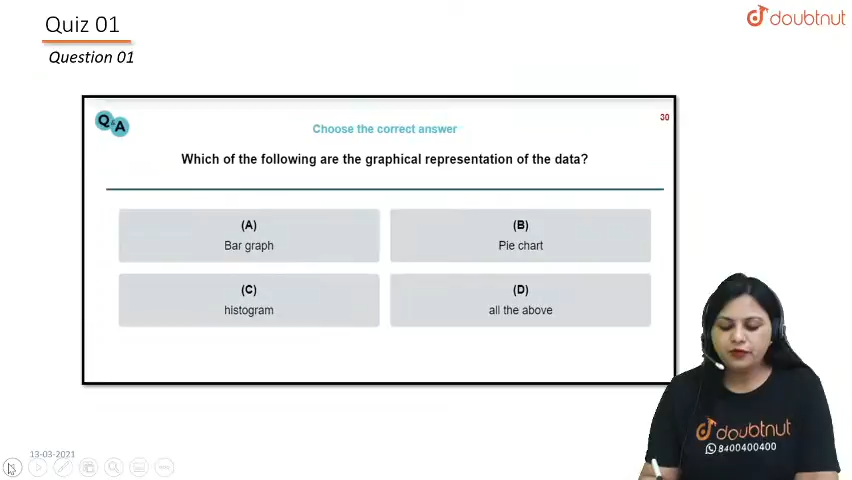 Quiz 01
doubtnut
Question 01
Q&A
30
Choose the correct answer
Which of the following are the graphical representation of the data?
(A)
Bar graph
(B)
Pie chart
(C)
histogram
(D)
all the above
doubtnut
8400400400
13-03-2021